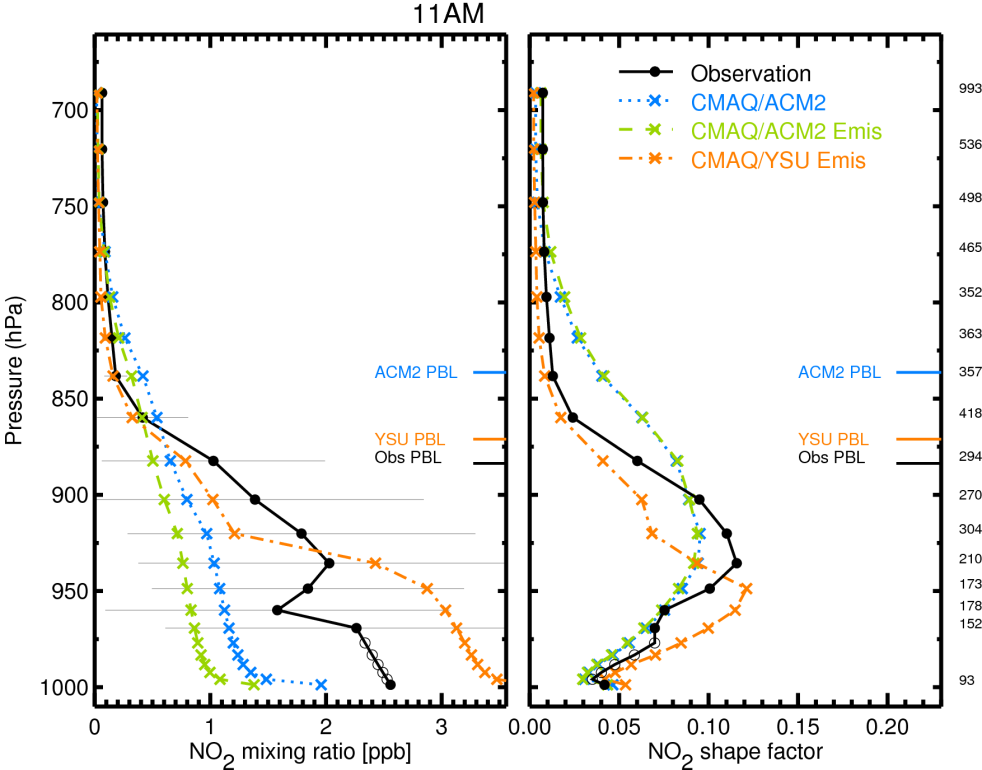 11AM
Pressure (hPa)
700
750
800
850
900
950
1000
ACM2 PBL
YSU PBL
Obs PBL
0
1
2
3
NO2 mixing ratio [ppb]
Observation
CMAQ/ACM2
CMAQ/ACM2 Emis
CMAQ/YSU Emis
ACM2 PBL
YSU PBL
Obs PBL
0.00
0.05
0.10
0.15
0.20
NO2 shape factor
993
536
498
465
352
363
357
418
294
270
304
210
173
178
152
93